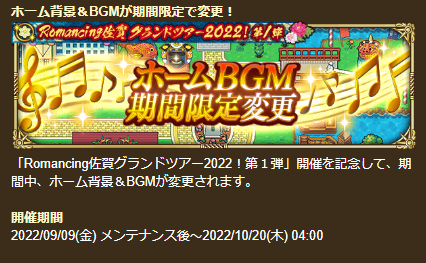 ホーム背景＆BGMが期間限定で変更！
Romancing佐賀グランドツアー2022！第1弾
ホームBGM
期間限定変更
「Romancing佐賀グランドツアー2022！第１弾」開催を記念して、期
間中、ホーム背景＆BGMが変更されます。
開催期間
2022/09/09(金) メンテナンス後～2022/10/20(木) 04:00